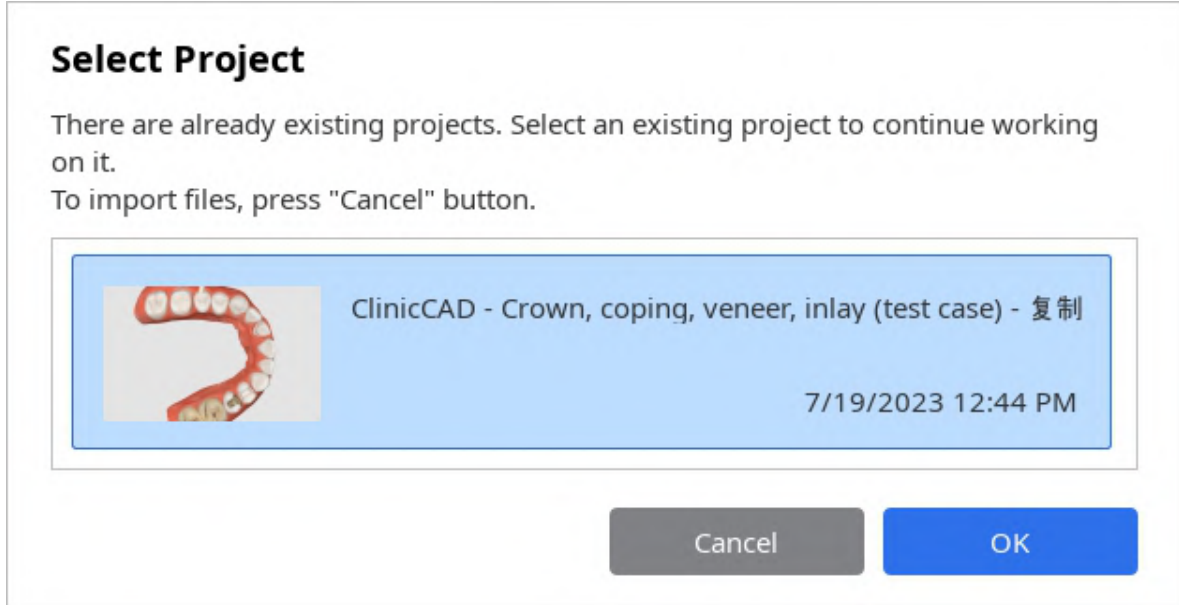 Select Project
There are already existing projects. Select an existing project to continue working
on it.
To import files, press "Cancel" button.
ClinicCAD - Crown, coping, veneer, inlay (test case) - 复制
7/19/2023 12:44 PM
Cancel
OK